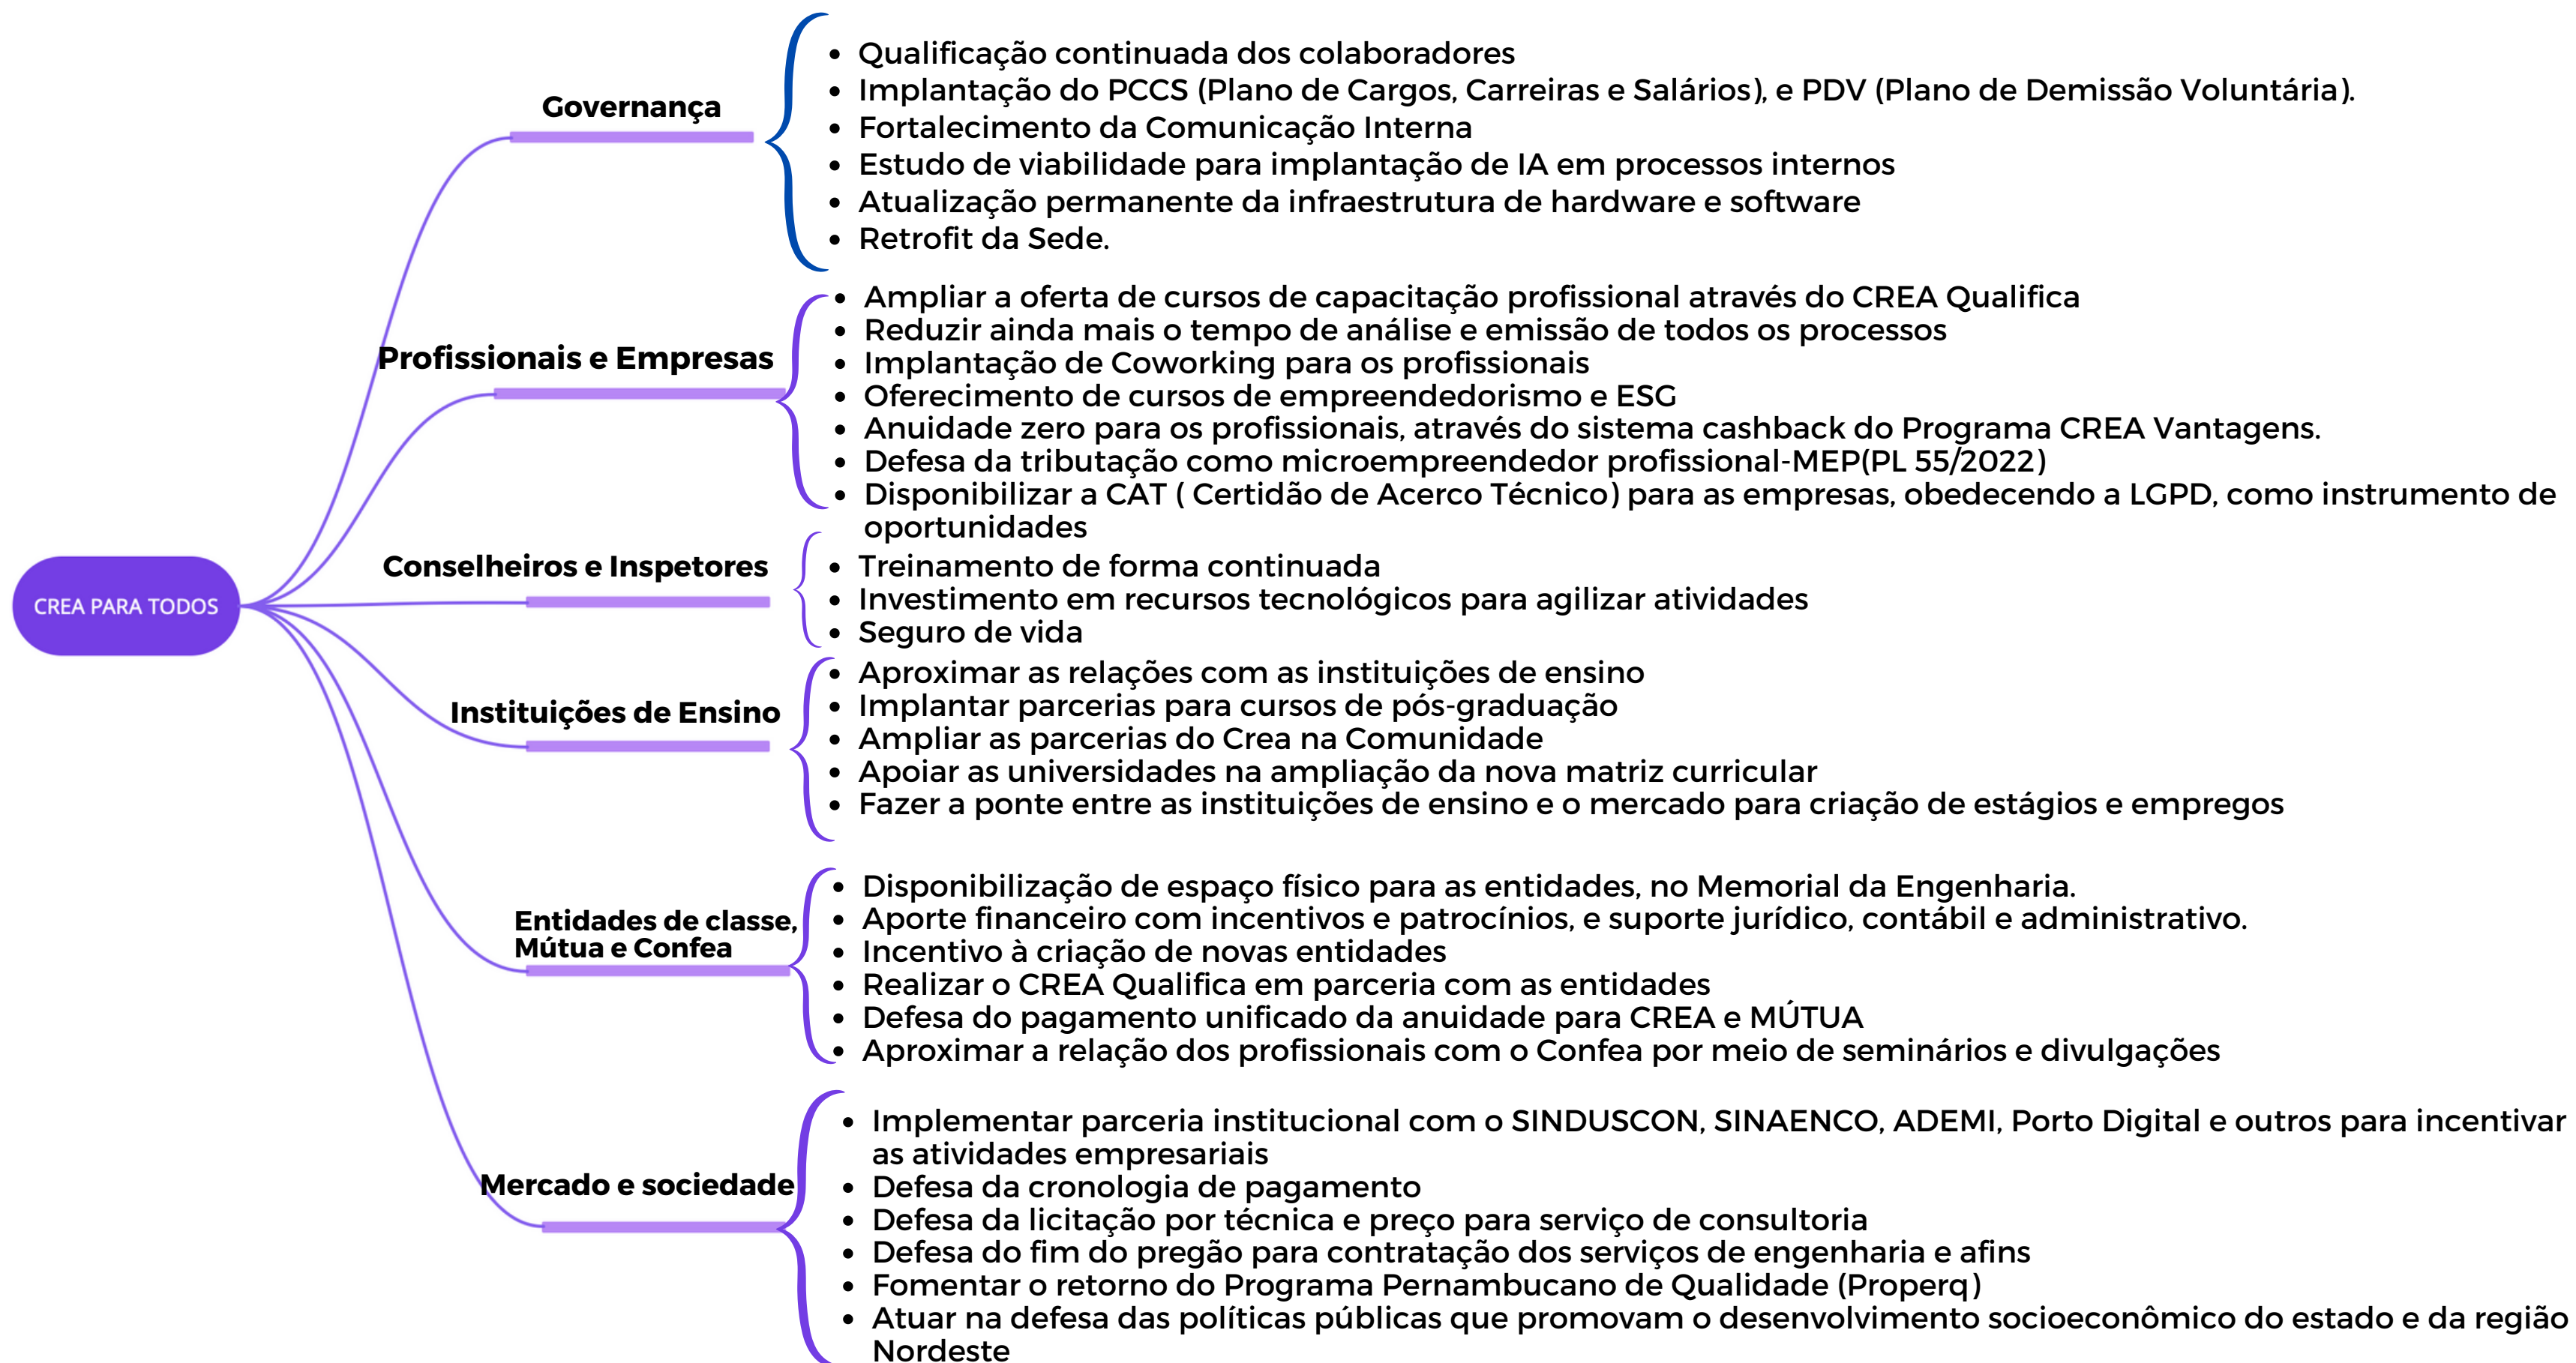 CREA PARA TODOS
Governança
• Qualificação continuada dos colaboradores
• Implantação do PCCS (Plano de Cargos, Carreiras e Salários), e PDV (Plano de Demissão Voluntária).
• Fortalecimento da Comunicação Interna
• Estudo de viabilidade para implantação de IA em processos internos
• Atualização permanente da infraestrutura de hardware e software
• Retrofit da Sede.
Profissionais e Empresas
• Ampliar a oferta de cursos de capacitação profissional através do CREA Qualifica
• Reduzir ainda mais o tempo de análise e emissão de todos os processos
• Implantação de Coworking para os profissionais
• Oferecimento de cursos de empreendedorismo e ESG
• Anuidade zero para os profissionais, através do sistema cashback do Programa CREA Vantagens.
• Defesa da tributação como microempreendedor profissional-MEP(PL 55/2022)
• Disponibilizar a CAT ( Certidão de Acerco Técnico) para as empresas, obedecendo a LGPD, como instrumento de
oportunidades
Conselheiros e Inspetores
• Treinamento de forma continuada
• Investimento em recursos tecnológicos para agilizar atividades
• Seguro de vida
Instituições de Ensino
• Aproximar as relações com as instituições de ensino
• Implantar parcerias para cursos de pós-graduação
• Ampliar as parcerias do Crea na Comunidade
• Apoiar as universidades na ampliação da nova matriz curricular
• Fazer a ponte entre as instituições de ensino e o mercado para criação de estágios e empregos
Entidades de classe,
Mútua e Confea
• Disponibilização de espaço físico para as entidades, no Memorial da Engenharia.
• Aporte financeiro com incentivos e patrocínios, e suporte jurídico, contábil e administrativo.
• Incentivo à criação de novas entidades
• Realizar o CREA Qualifica em parceria com as entidades
• Defesa do pagamento unificado da anuidade para CREA e MÚTUA
• Aproximar a relação dos profissionais com o Confea por meio de seminários e divulgações
Mercado e sociedade
• Implementar parceria institucional com o SINDUSCON, SINAENCO, ADEMI, Porto Digital e outros para incentivar
as atividades empresariais
• Defesa da cronologia de pagamento
• Defesa da licitação por técnica e preço para serviço de consultoria
• Defesa do fim do pregão para contratação dos serviços de engenharia e afins
• Fomentar o retorno do Programa Pernambucano de Qualidade (Properq)
• Atuar na defesa das políticas públicas que promovam o desenvolvimento socioeconômico do estado e da região
Nordeste